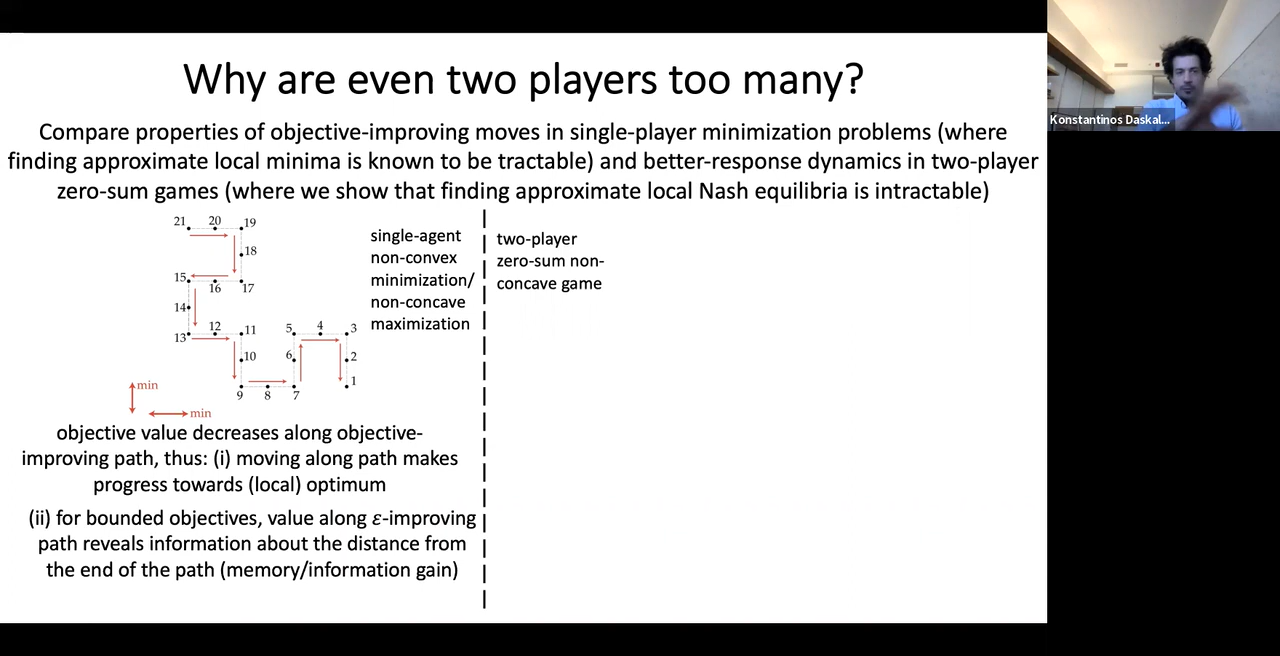 Why are even two players too many?
Compare properties of objective-improving moves in single-player minimization problems (where
finding approximate local minima is known to be tractable) and better-response dynamics in two-player
zero-sum games (where we show that finding approximate local Nash equilibria is intractable)
21 20 19
18
15 16 17
14
13 12 11
10
9 8 7
6
5 4 3
2
1
min
min
single-agent
non-convex
minimization/
non-concave
maximization
two-player
zero-sum non-
concave game
objective value decreases along objective-
improving path, thus: (i) moving along path makes
progress towards (local) optimum
(ii) for bounded objectives, value along ε-improving
path reveals information about the distance from
the end of the path (memory/information gain)
Konstantinos Daskal...